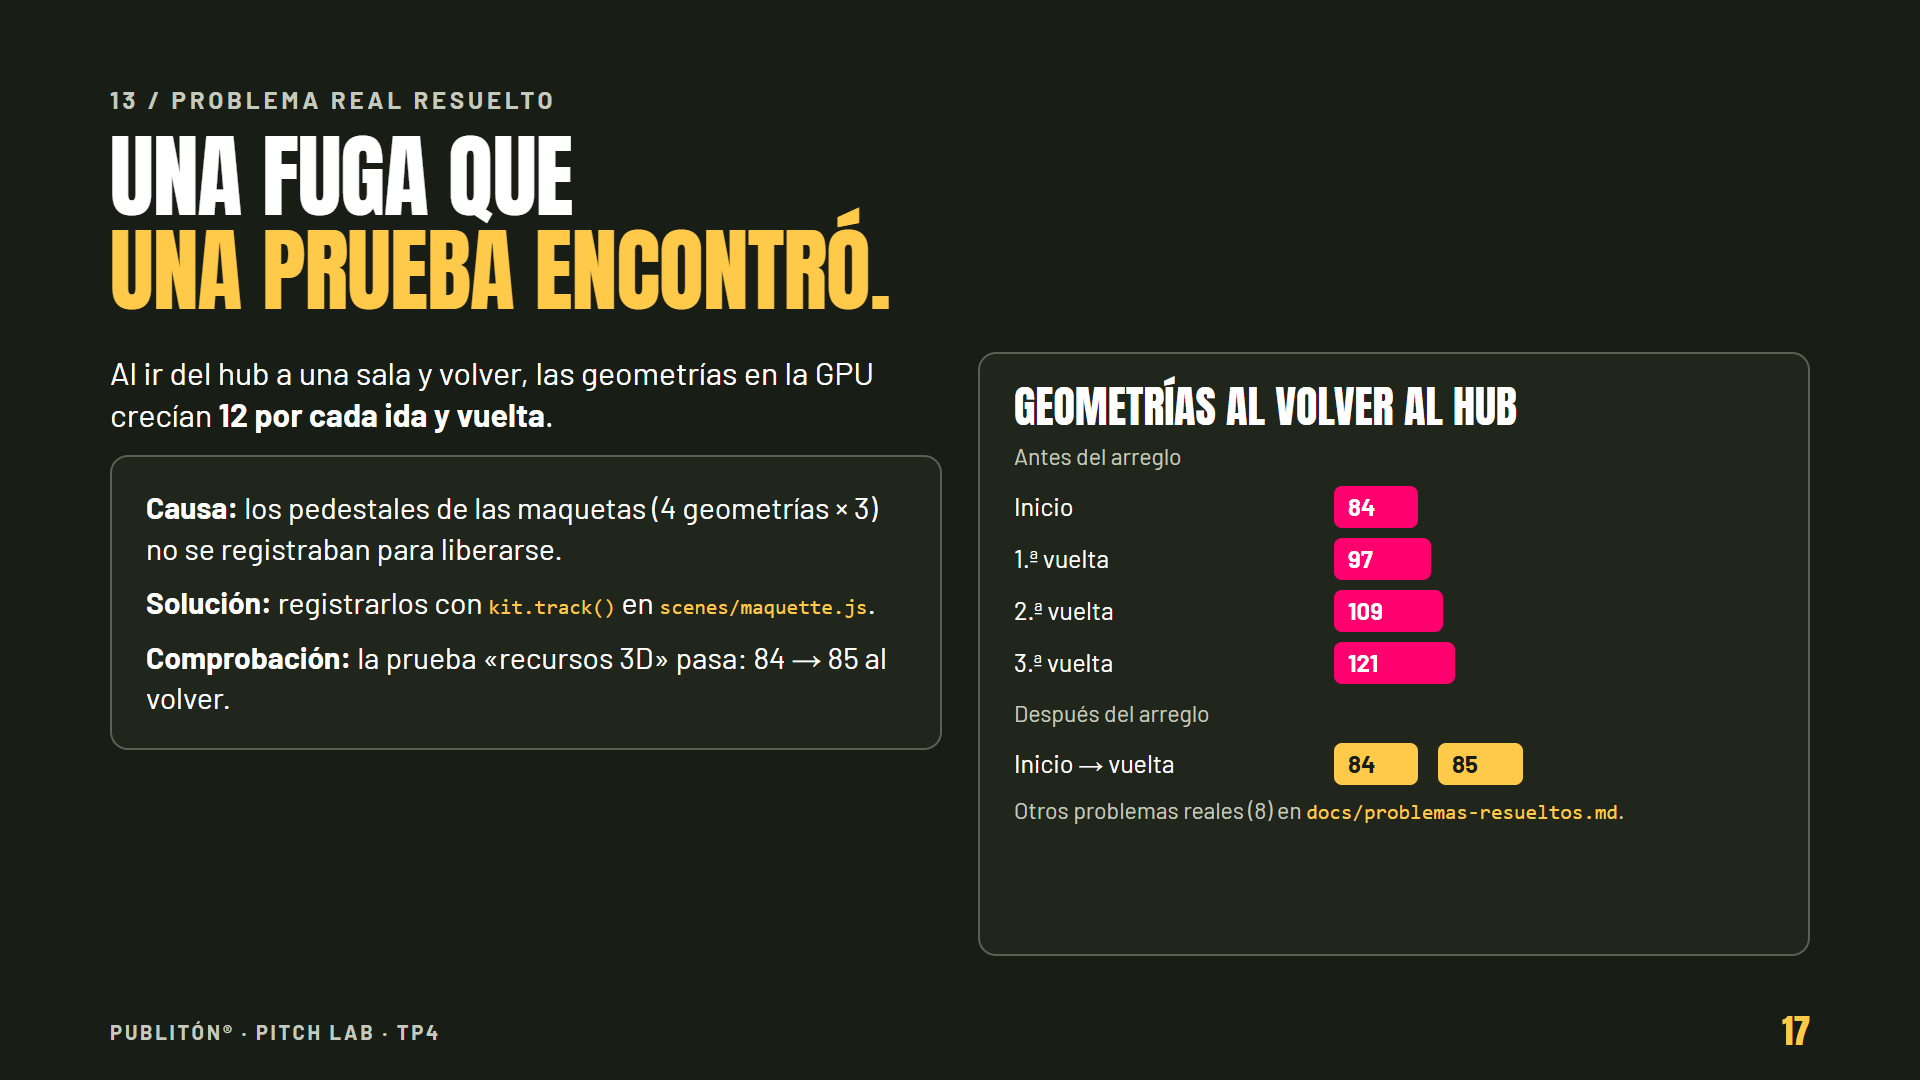 13 / PROBLEMA REAL RESUELTO
UNA FUGA QUE
UNA PRUEBA ENCONTRÓ.
Al ir del hub a una sala y volver, las geometrías en la GPU
crecían 12 por cada ida y vuelta.
Causa: los pedestales de las maquetas (4 geometrías × 3)
no se registraban para liberarse.
Solución: registrarlos con kit.track() en scenes/maquette.js.
Comprobación: la prueba «recursos 3D» pasa: 84 → 85 al
volver.
GEOMETRÍAS AL VOLVER AL HUB
Antes del arreglo
Inicio 84
1.ª vuelta 97
2.ª vuelta 109
3.ª vuelta 121
Después del arreglo
Inicio → vuelta 84 85
Otros problemas reales (8) en docs/problemas-resueltos.md.
PUBLITÓN® · PITCH LAB · TP4
17